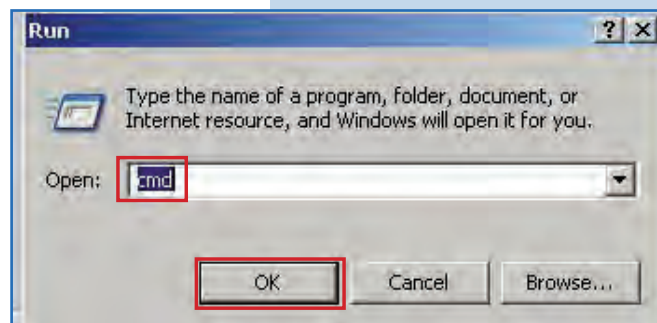 Run
Type the name of a program, folder, document, or
Internet resource, and Windows will open it for you.
Open: cmd
OK Cancel Browse...